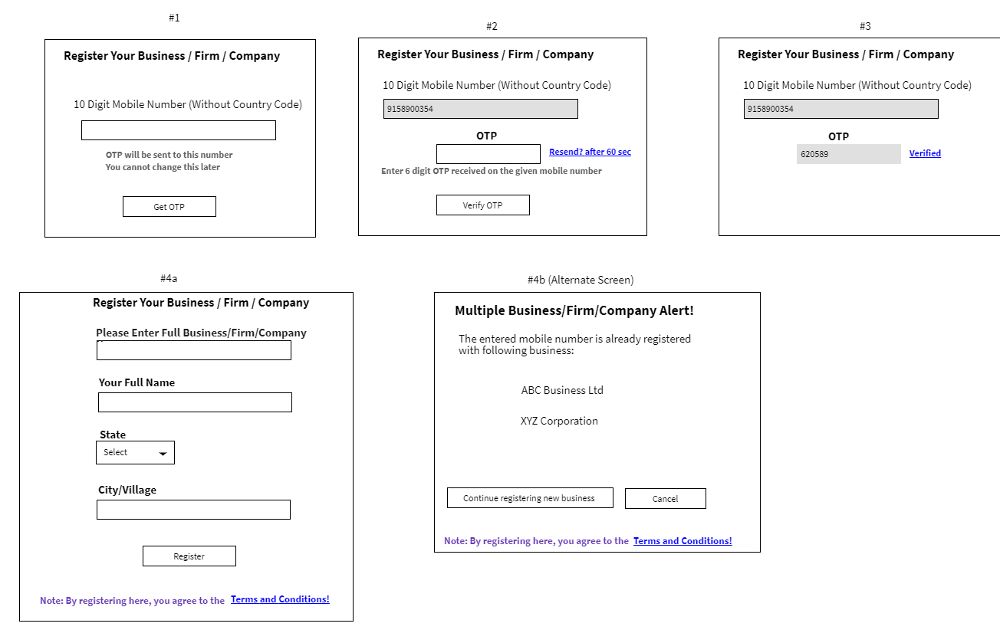 #1
Register Your Business / Firm / Company
10 Digit Mobile Number (Without Country Code)
OTP will be sent to this number
You cannot change this later
Get OTP
#2
Register Your Business / Firm / Company
10 Digit Mobile Number (Without Country Code)
9158900354
OTP
Resend? after 60 sec
Enter 6 digit OTP received on the given mobile number
Verify OTP
#3
Register Your Business / Firm / Company
10 Digit Mobile Number (Without Country Code)
9158900354
OTP
620589
Verified
#4a
Register Your Business / Firm / Company
Please Enter Full Business/Firm/Company
Your Full Name
State
Select
City/Village
Register
Note: By registering here, you agree to the Terms and Conditions!
#4b (Alternate Screen)
Multiple Business/Firm/Company Alert!
The entered mobile number is already registered
with following business:
ABC Business Ltd
XYZ Corporation
Continue registering new business
Cancel
Note: By registering here, you agree to the Terms and Conditions!